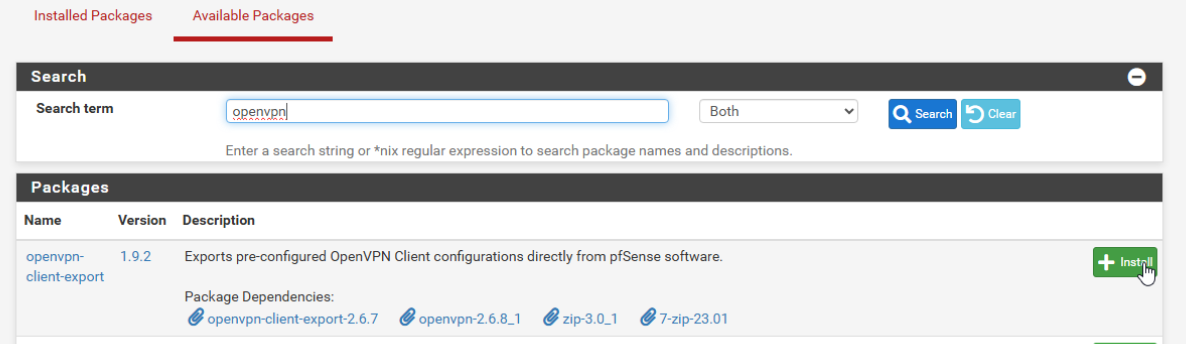 Installed Packages Available Packages
Search
Search term openvpn Both Search Clear
Enter a search string or *nix regular expression to search package names and descriptions.
Packages
Name Version Description
openvpn- 1.9.2 Exports pre-configured OpenVPN Client configurations directly from pfSense software. Install
client-export
Package Dependencies:
openvpn-client-export-2.6.7 openvpn-2.6.8_1 zip-3.0_1 7-zip-23.01